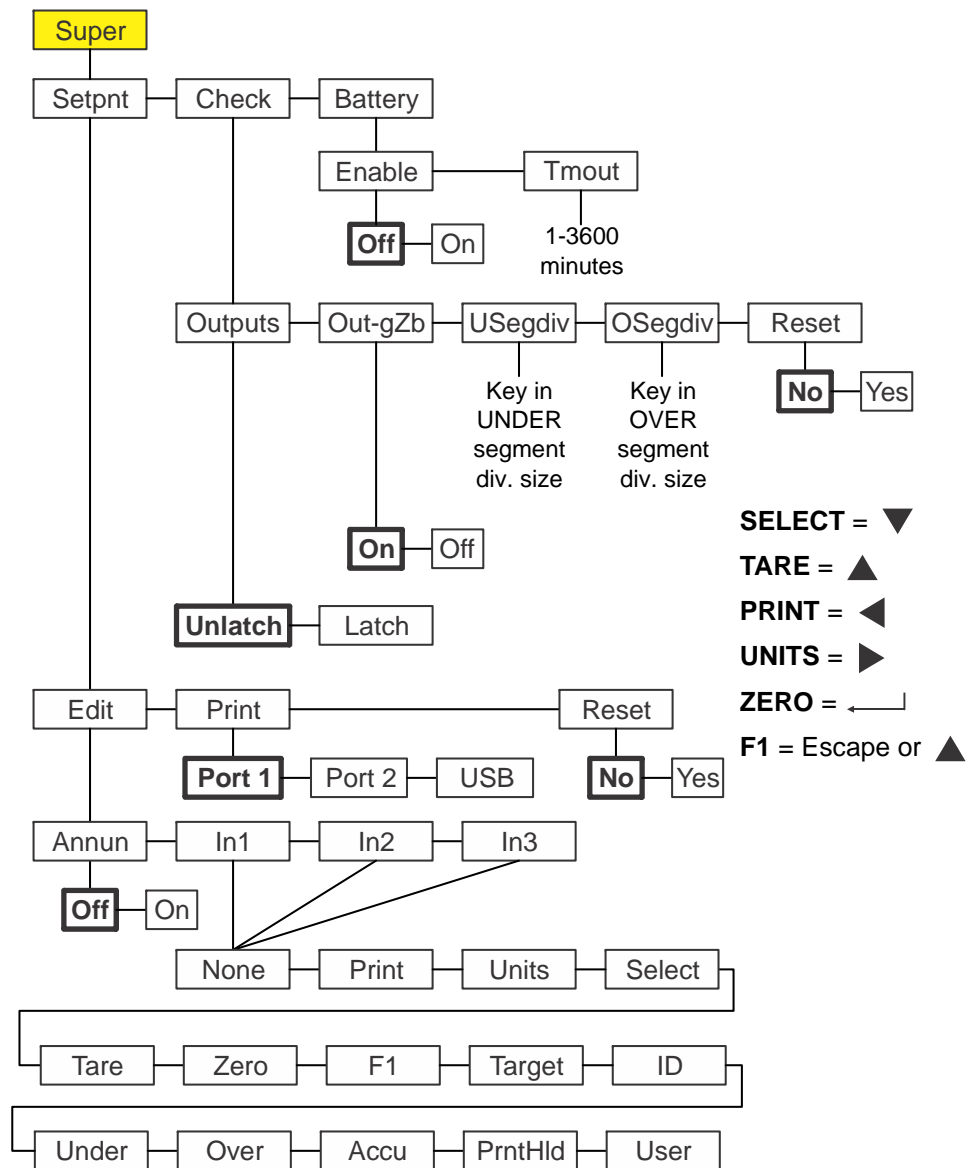 Super
Setpnt Check Battery
Enable Tmout
Off On 1-3600
minutes
Outputs Out-gZb USegdiv OSegdiv Reset
Key in
UNDER
segment
div. size
Key in
OVER
segment
div. size
No Yes
On Off
Unlatch Latch
SELECT = ▼
TARE = ▲
PRINT = ◀
UNITS = ▶
ZERO = ↵
F1 = Escape or ▲
Edit Print Reset
Port 1 Port 2 USB No Yes
Annun In1 In2 In3
Off On
None Print Units Select
Tare Zero F1 Target ID
Under Over Accu PrntHld User